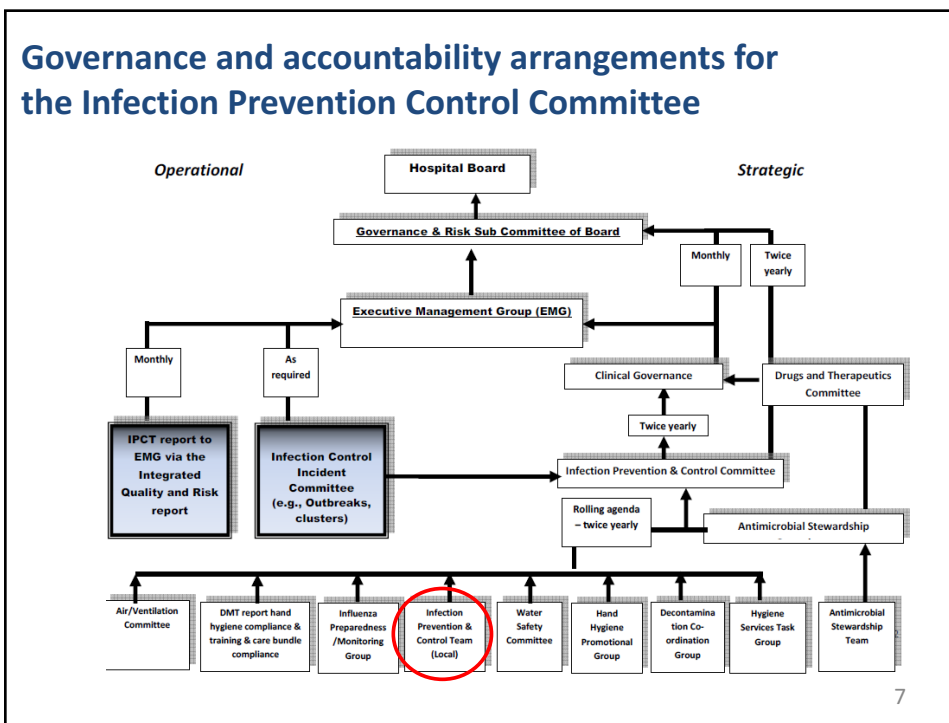 Governance and accountability arrangements for
the Infection Prevention Control Committee
Operational
Hospital Board
Strategic
Governance & Risk Sub Committee of Board
Monthly
Twice
yearly
Executive Management Group (EMG)
Monthly
As
required
Clinical Governance
Drugs and Therapeutics
Committee
Twice yearly
IPCT report to
EMG via the
Integrated
Quality and Risk
report
Infection Control
Incident
Committee
(e.g., Outbreaks,
clusters)
Infection Prevention & Control Committee
Rolling agenda
– twice yearly
Antimicrobial Stewardship
Air/Ventilation
Committee
DMT report hand
hygiene compliance &
training & care bundle
compliance
Influenza
Preparedness
/Monitoring
Group
Infection
Prevention &
Control Team
(Local)
Water
Safety
Committee
Hand
Hygiene
Promotional
Group
Decontamina
tion Co-
ordination
Group
Hygiene
Services Task
Group
Antimicrobial
Stewardship
Team
2
7